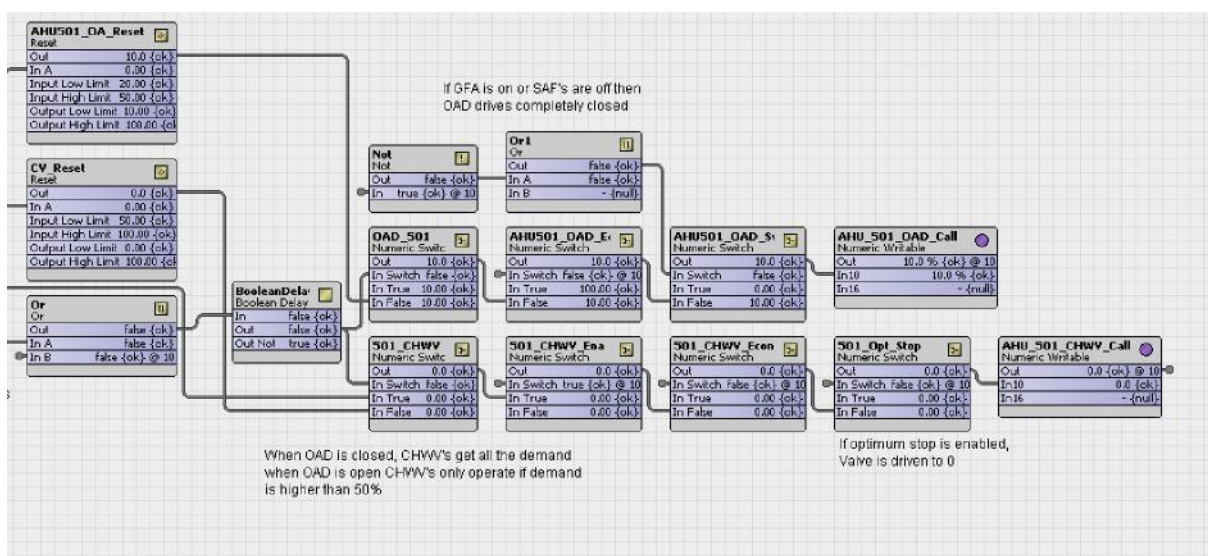 AHU501_OA_Reset
Reset
Out 10.0 {ok}
In A 0.00 {ok}
Input Low Limit 20.00 {ok}
Input High Limit 50.00 {ok}
Output Low Limit 10.00 {ok}
Output High Limit 100.00 {ok
CV_Reset
Reset
Out 0.0 {ok}
In A 0.00 {ok}
Input Low Limit 50.00 {ok}
Input High Limit 100.00 {ok}
Output Low Limit 0.00 {ok}
Output High Limit 100.00 {ok
Or
Or
Out false {ok}
In A false {ok}
In B false {ok} @ 10
s
BooleanDela
Boolean Delay
In false {ok}
Out false {ok}
Out Not true {ok}
If GFA is on or SAF's are off then
OAD drives completely closed
Not
Not
Out false {ok}
In true {ok} @ 10
Or1
Or
Out false {ok}
In A false {ok}
In B - {null}
OAD_501
Numeric Switc
Out 10.0 {ok}
In Switch false {ok}
In True 10.00 {ok}
In False 10.00 {ok}
AHU501_OAD_E
Numeric Switch
Out 10.0 {ok}
In Switch false {ok} @ 10
In True 100.00 {ok}
In False 10.00 {ok}
AHU501_OAD_S
Numeric Switch
Out 10.0 {ok}
In Switch false {ok}
In True 0.00 {ok}
In False 10.00 {ok}
AHU_501_OAD_Call
Numeric Writable
Out 10.0 % {ok} @ 10
In10 10.0 % {ok}
In16 - {null}
501_CHWV
Numeric Switc
Out 0.0 {ok}
In Switch false {ok}
In True 0.00 {ok}
In False 0.00 {ok}
501_CHWV_Ena
Numeric Switch
Out 0.0 {ok}
In Switch true {ok} @ 10
In True 0.00 {ok}
In False 0.00 {ok}
501_CHWV_Econ
Numeric Switch
Out 0.0 {ok}
In Switch false {ok} @ 10
In True 0.00 {ok}
In False 0.00 {ok}
501_Opt_Stop
Numeric Switch
Out 0.0 {ok}
In Switch false {ok} @ 10
In True 0.00 {ok}
In False 0.00 {ok}
AHU_501_CHWV_Call
Numeric Writable
Out 0.0 {ok} @ 10
In10 0.0 {ok}
In16 - {null}
When OAD is closed, CHWV's get all the demand
when OAD is open CHWV's only operate if demand
is higher than 50%
If optimum stop is enabled,
Valve is driven to 0